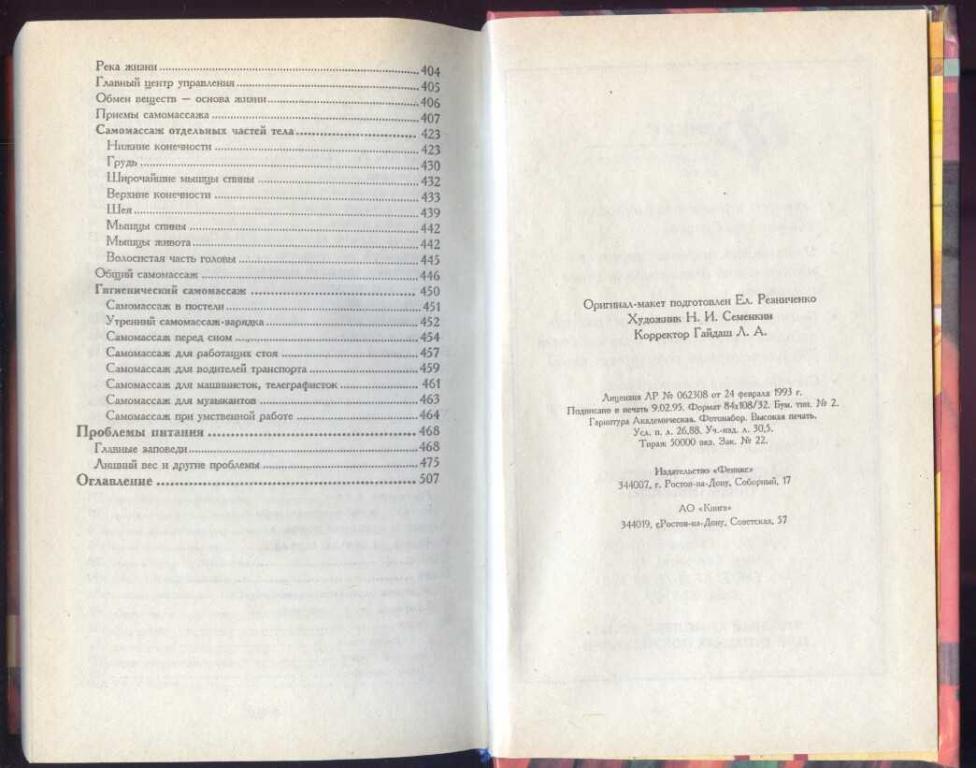 Река жизни 404
Главный центр управления 405
Обмен веществ — основа жизни 406
Приемы самомассажа 407
Самомассаж отдельных частей тела 423
Нижние конечности 423
Грудь 430
Широчайшие мышцы спины 432
Верхние конечности 433
Шея 439
Мышцы спины 442
Мышцы живота 442
Волосистая часть головы 445
Общий самомассаж 446
Гигиенический самомассаж 450
Самомассаж в постели 451
Утренний самомассаж-зарядка 452
Самомассаж перед сном 454
Самомассаж для работащих стоя 457
Самомассаж для водителей транспорта 459
Самомассаж для машинисток, телеграфисток 461
Самомассаж для музыкантов 463
Самомассаж при умственной работе 464
Проблемы питания 468
Главные заповеди 468
Лишний вес и другие проблемы 475
Оглавление 507
Оригинал-макет подготовлен Ел. Резниченко
Художник Н. И. Семенкин
Корректор Гайдаш Л. А.
Лицензия ЛР № 062308 от 24 февраля 1993 г.
Подписано в печать 9.02.95. Формат 84х108/32. Бум. тип. № 2.
Гарнитура Академическая. Фотонабор. Высокая печать.
Усл. п. л. 26,88. Уч.-изд. л. 30,5.
Тираж 50000 экз. Зак. № 22.
Издательство «Феникс»
344007, г. Ростов-на-Дону, Соборный, 17
АО «Книга»
344019, г.Ростов-на-Дону, Советская, 57